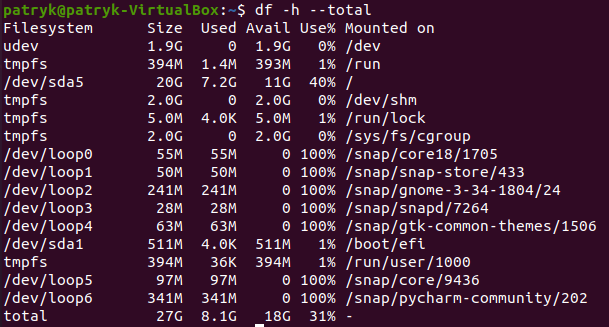 patryk@patryk-VirtualBox:~$ df -h --total
Filesystem      Size  Used Avail Use% Mounted on
udev            1.9G     0  1.9G   0% /dev
tmpfs           394M  1.4M  393M   1% /run
/dev/sda5        20G  7.2G   11G  40% /
tmpfs           2.0G     0  2.0G   0% /dev/shm
tmpfs           5.0M  4.0K  5.0M   1% /run/lock
tmpfs           2.0G     0  2.0G   0% /sys/fs/cgroup
/dev/loop0       55M   55M     0 100% /snap/core18/1705
/dev/loop1       50M   50M     0 100% /snap/snap-store/433
/dev/loop2      241M  241M     0 100% /snap/gnome-3-34-1804/24
/dev/loop3       28M   28M     0 100% /snap/snapd/7264
/dev/loop4       63M   63M     0 100% /snap/gtk-common-themes/1506
/dev/sda1       511M  4.0K  511M   1% /boot/efi
tmpfs           394M   36K  394M   1% /run/user/1000
/dev/loop5       97M   97M     0 100% /snap/core/9436
/dev/loop6      341M  341M     0 100% /snap/pycharm-community/202
total            27G  8.1G   18G  31% -